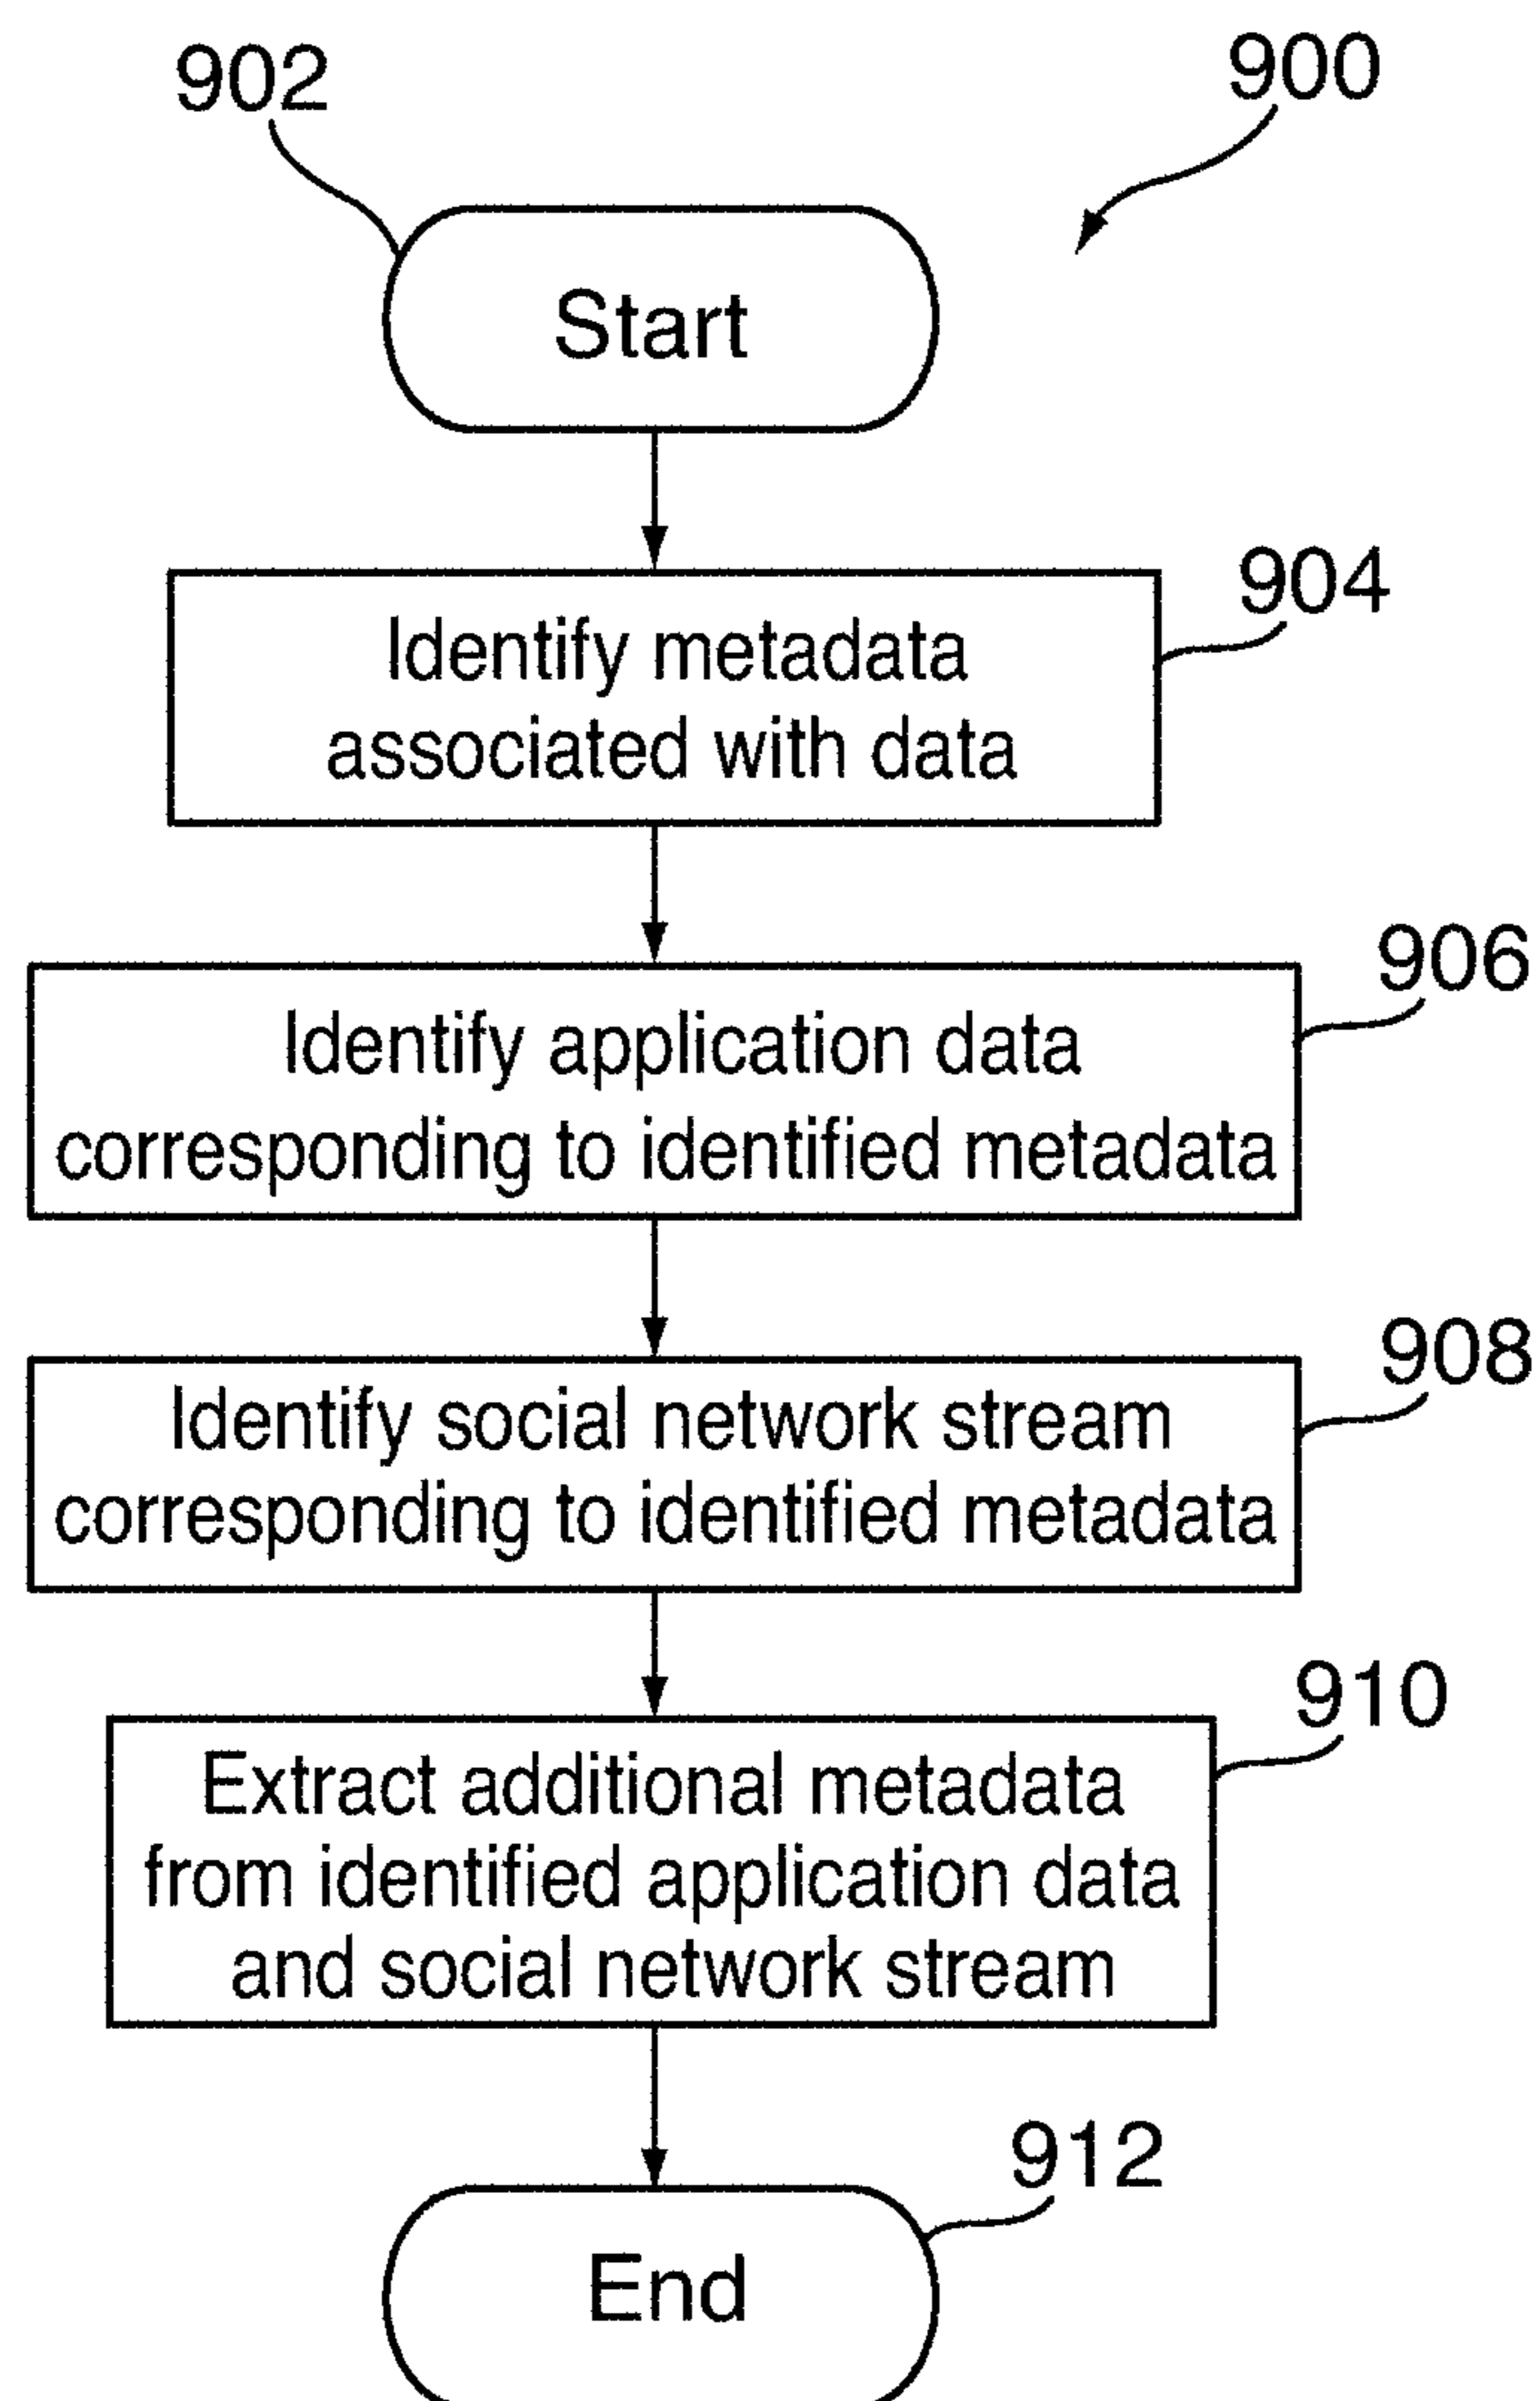 902
900
Start
904
Identify metadata
associated with data
906
Identify application data
corresponding to identified metadata
908
Identify social network stream
corresponding to identified metadata
910
Extract additional metadata
from identified application data
and social network stream
912
End